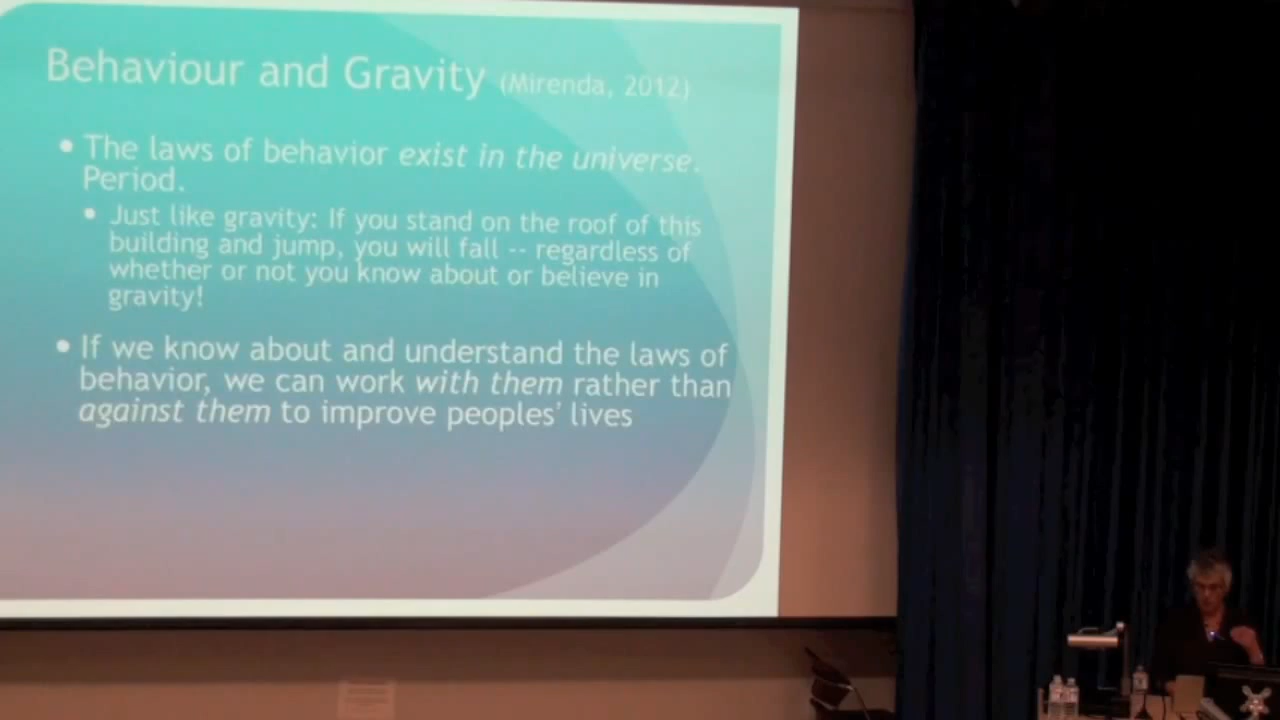 Behaviour and Gravity (Mirenda, 2012)
• The laws of behavior exist in the universe.
Period.
• Just like gravity: If you stand on the roof of this
building and jump, you will fall -- regardless of
whether or not you know about or believe in
gravity!
• If we know about and understand the laws of
behavior, we can work with them rather than
against them to improve peoples’ lives